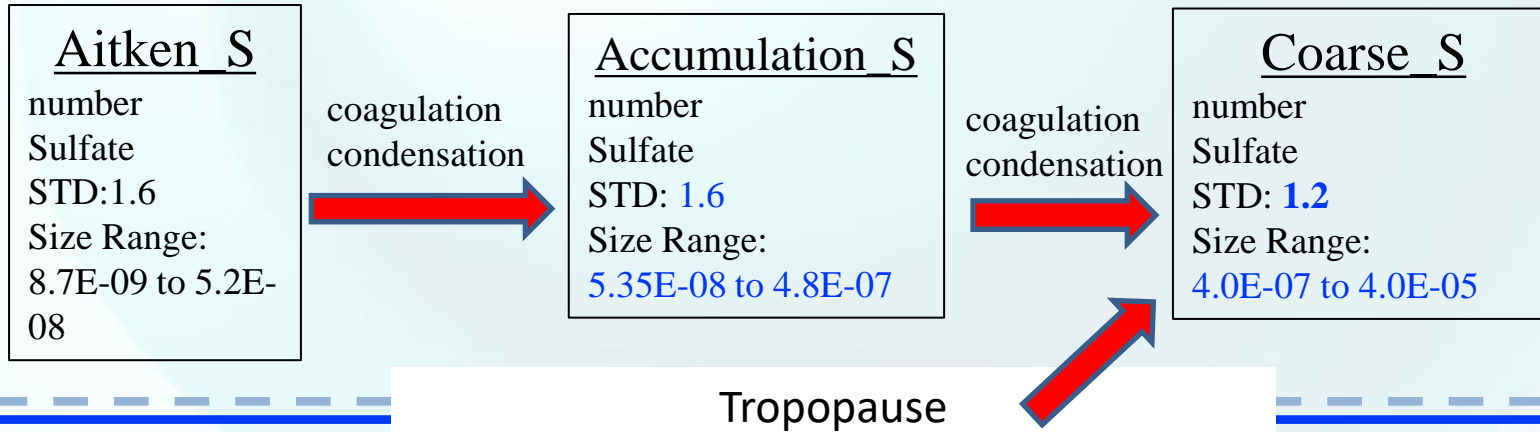 Aitken_S
number
Sulfate
STD:1.6
Size Range:
8.7E-09 to 5.2E-
08
coagulation
condensation
Accumulation_S
number
Sulfate
STD: 1.6
Size Range:
5.35E-08 to 4.8E-07
coagulation
condensation
Coarse_S
number
Sulfate
STD: 1.2
Size Range:
4.0E-07 to 4.0E-05
Tropopause